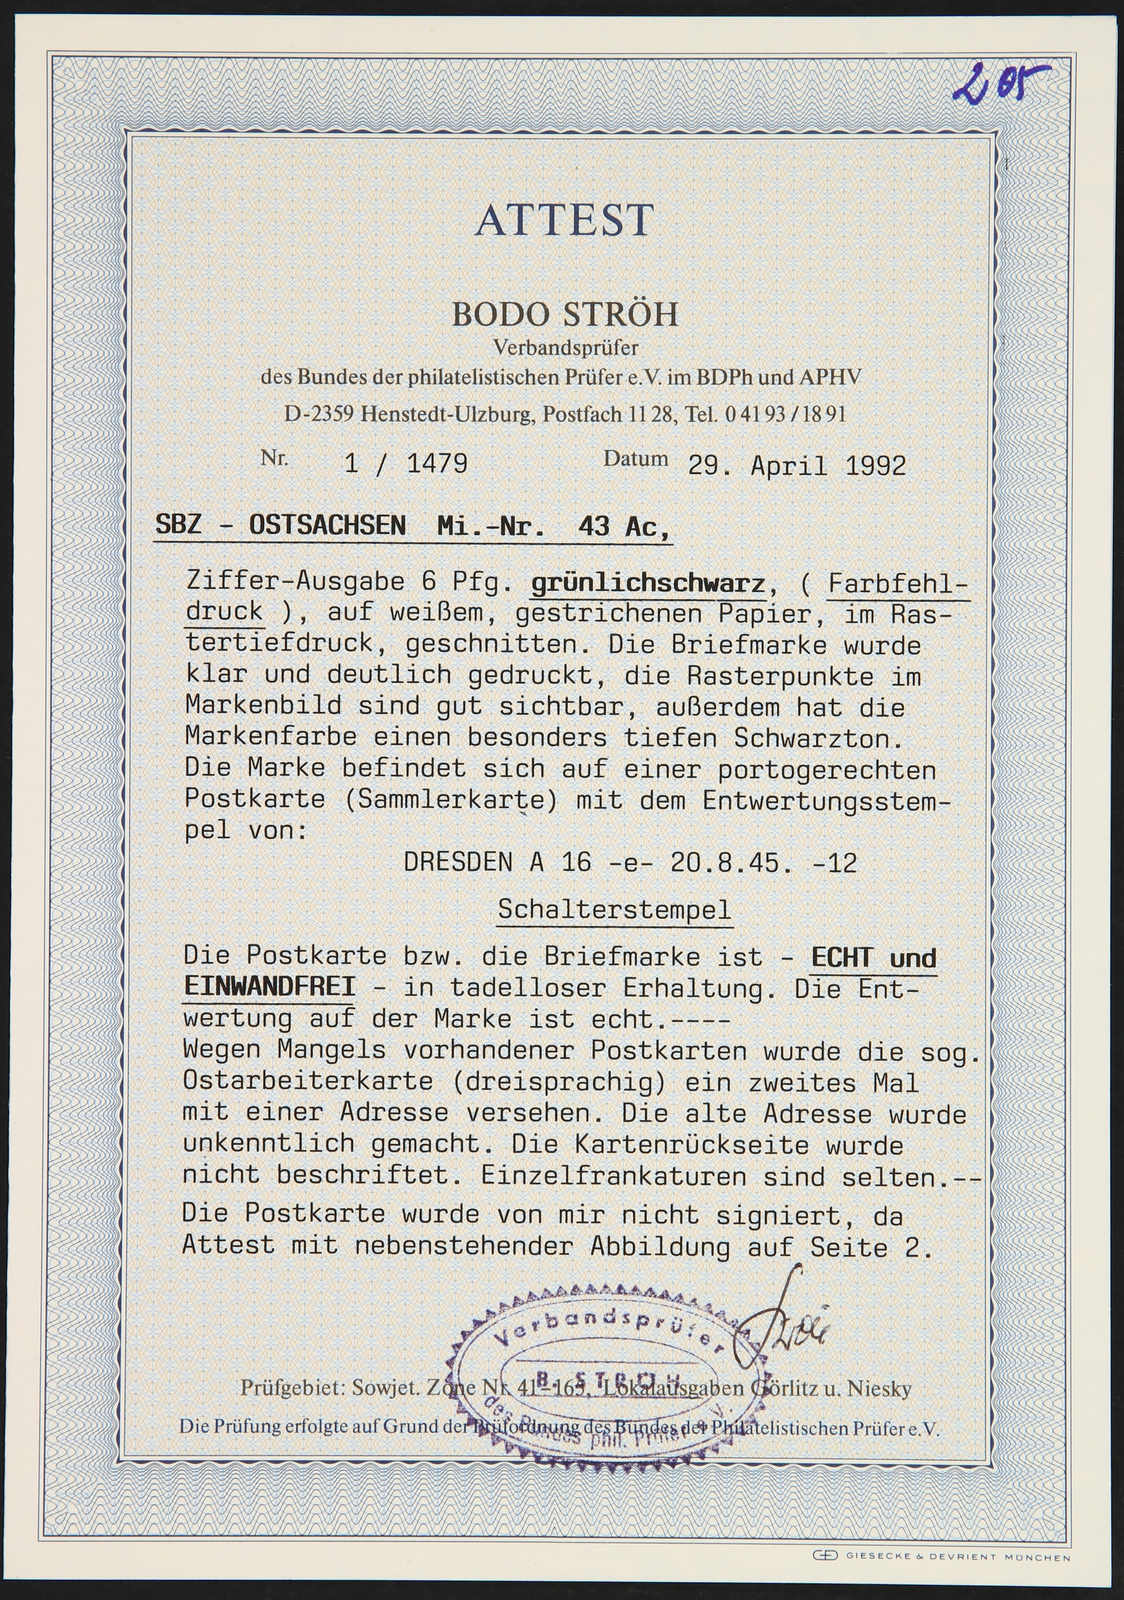 205
ATTEST
BODO STRÖH
Verbandsprüfer
des Bundes der philatelistischen Prüfer e.V. im BDPh und APHV
D-2359 Henstedt-Ulzburg, Postfach 11 28, Tel. 0 41 93 / 18 91
Nr. 1 / 1479 Datum 29. April 1992
SBZ - OSTSACHSEN Mi.-Nr. 43 Ac,
Ziffer-Ausgabe 6 Pfg. grünlichschwarz, ( Farbfehl-
druck ), auf weißem, gestrichenen Papier, im Ras-
tertiefdruck, geschnitten. Die Briefmarke wurde
klar und deutlich gedruckt, die Rasterpunkte im
Markenbild sind gut sichtbar, außerdem hat die
Markenfarbe einen besonders tiefen Schwarzton.
Die Marke befindet sich auf einer portogerechten
Postkarte (Sammlerkarte) mit dem Entwertungsstem-
pel von:
DRESDEN A 16 -e- 20.8.45. -12
Schalterstempel
Die Postkarte bzw. die Briefmarke ist - ECHT und
EINWANDFREI - in tadelloser Erhaltung. Die Ent-
wertung auf der Marke ist echt.----
Wegen Mangels vorhandener Postkarten wurde die sog.
Ostarbeiterkarte (dreisprachig) ein zweites Mal
mit einer Adresse versehen. Die alte Adresse wurde
unkenntlich gemacht. Die Kartenrückseite wurde
nicht beschriftet. Einzelfrankaturen sind selten.--
Die Postkarte wurde von mir nicht signiert, da
Attest mit nebenstehender Abbildung auf Seite 2.
Verbandsprüfer
B. STRÖH
des Bundes phil. Prüfer e.V.
Prüfgebiet: Sowjet. Zone Nr. 41-165, Lokalausgaben Görlitz u. Niesky
Die Prüfung erfolgte auf Grund der Prüfordnung des Bundes der Philatelistischen Prüfer e.V.
GIESECKE & DEVRIENT MÜNCHEN